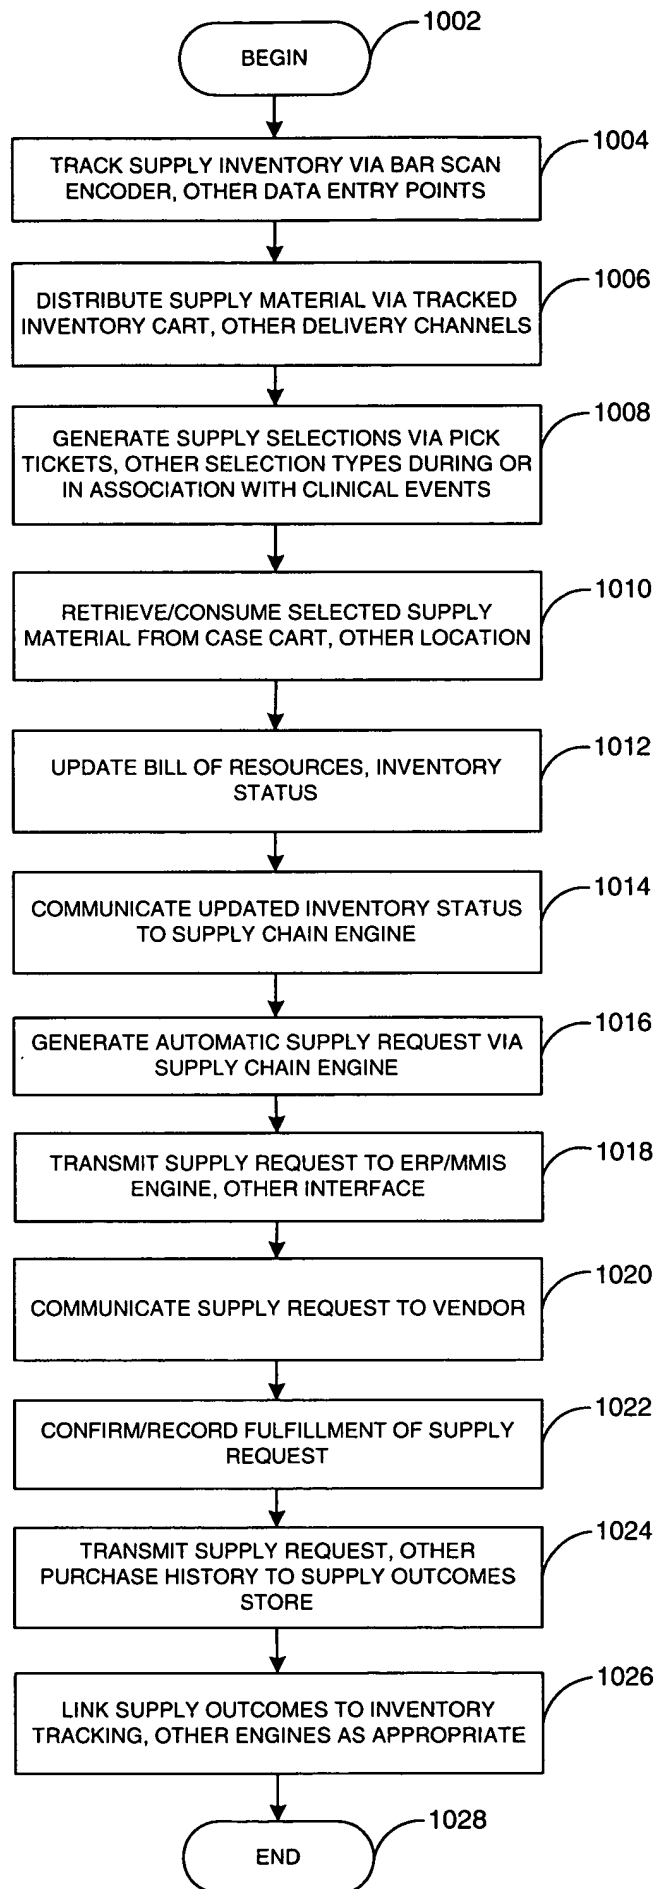 1002
BEGIN
1004
TRACK SUPPLY INVENTORY VIA BAR SCAN
ENCODER, OTHER DATA ENTRY POINTS
1006
DISTRIBUTE SUPPLY MATERIAL VIA TRACKED
INVENTORY CART, OTHER DELIVERY CHANNELS
1008
GENERATE SUPPLY SELECTIONS VIA PICK
TICKETS, OTHER SELECTION TYPES DURING OR
IN ASSOCIATION WITH CLINICAL EVENTS
1010
RETRIEVE/CONSUME SELECTED SUPPLY
MATERIAL FROM CASE CART, OTHER LOCATION
1012
UPDATE BILL OF RESOURCES, INVENTORY
STATUS
1014
COMMUNICATE UPDATED INVENTORY STATUS
TO SUPPLY CHAIN ENGINE
1016
GENERATE AUTOMATIC SUPPLY REQUEST VIA
SUPPLY CHAIN ENGINE
1018
TRANSMIT SUPPLY REQUEST TO ERP/MMIS
ENGINE, OTHER INTERFACE
1020
COMMUNICATE SUPPLY REQUEST TO VENDOR
1022
CONFIRM/RECORD FULFILLMENT OF SUPPLY
REQUEST
1024
TRANSMIT SUPPLY REQUEST, OTHER
PURCHASE HISTORY TO SUPPLY OUTCOMES
STORE
1026
LINK SUPPLY OUTCOMES TO INVENTORY
TRACKING, OTHER ENGINES AS APPROPRIATE
1028
END